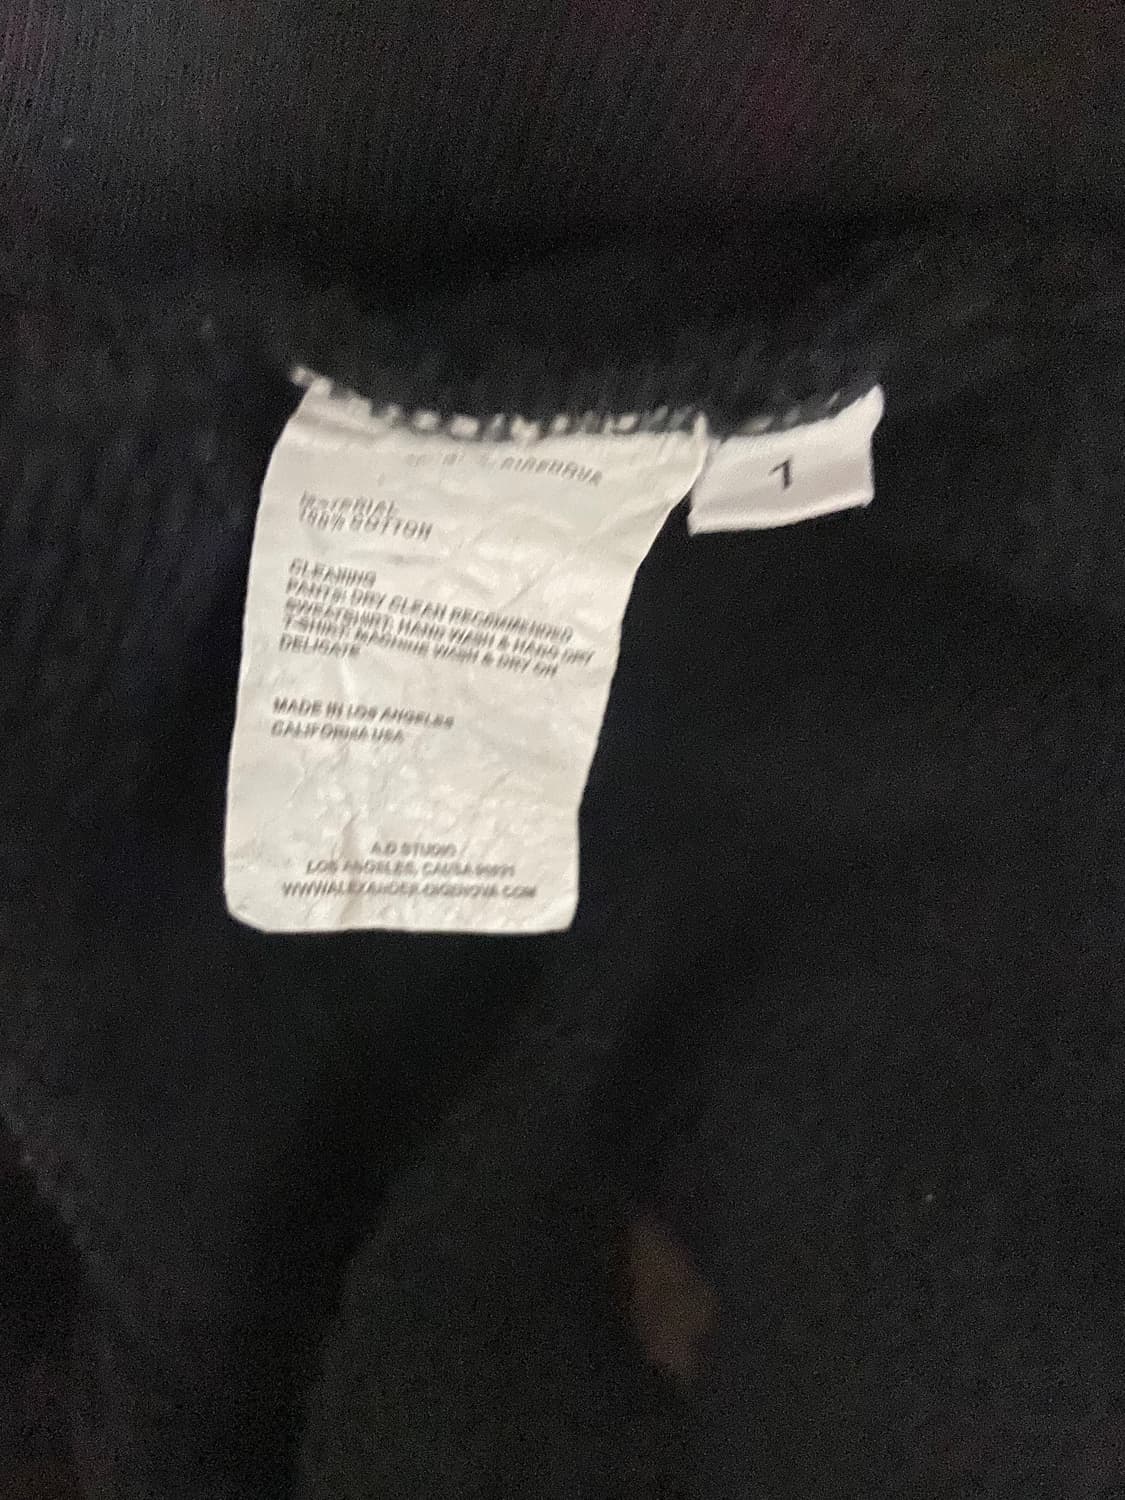 1
MATERIAL
100% COTTON
CLEANING
PANTS: DRY CLEAN RECOMMENDED
SWEATSHIRT: HAND WASH & HANG DRY
T-SHIRT: MACHINE WASH & DRY ON
DELICATE
MADE IN LOS ANGELES
CALIFORNIA USA
A.D STUDIO
LOS ANGELES, CA USA
WWW.ALEXANDER-DIGENOVA.COM